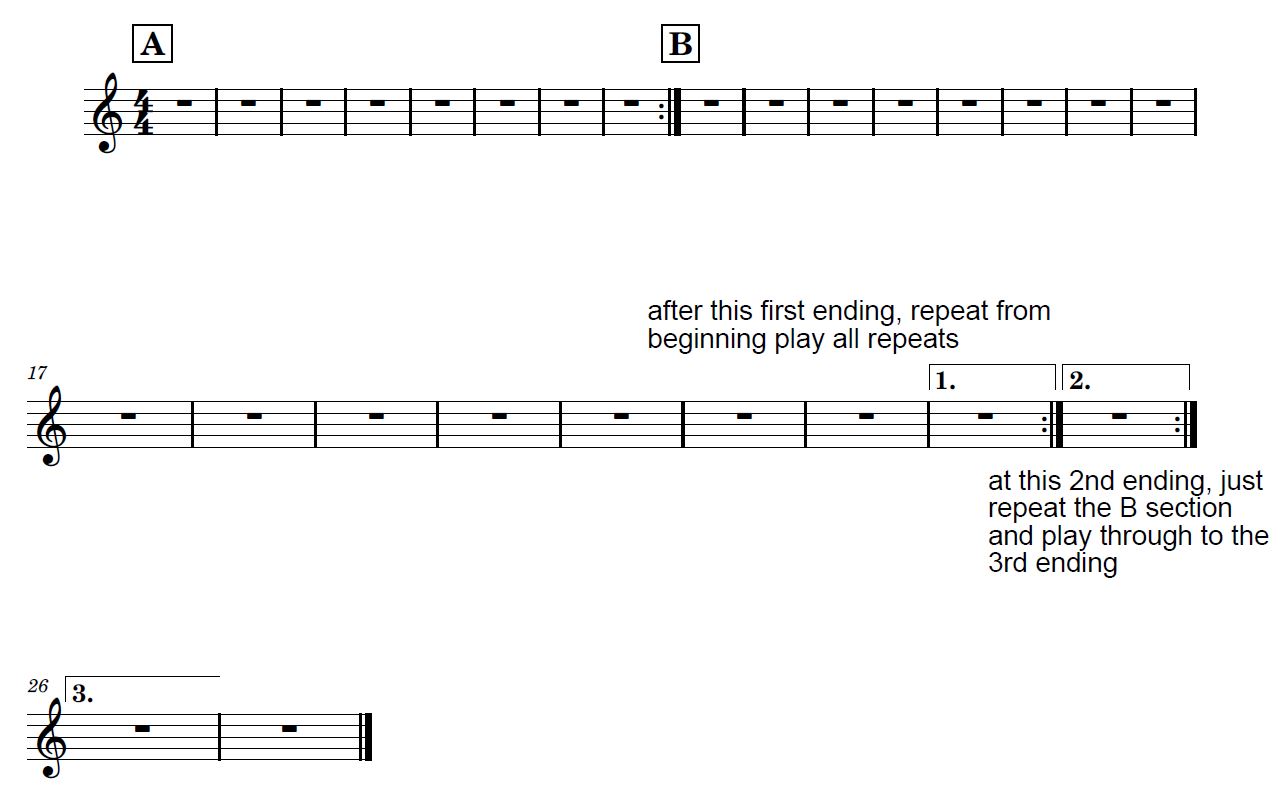 A B
4
4
after this first ending, repeat from
beginning play all repeats
17
1. 2.
at this 2nd ending, just
repeat the B section
and play through to the
3rd ending
26
3.